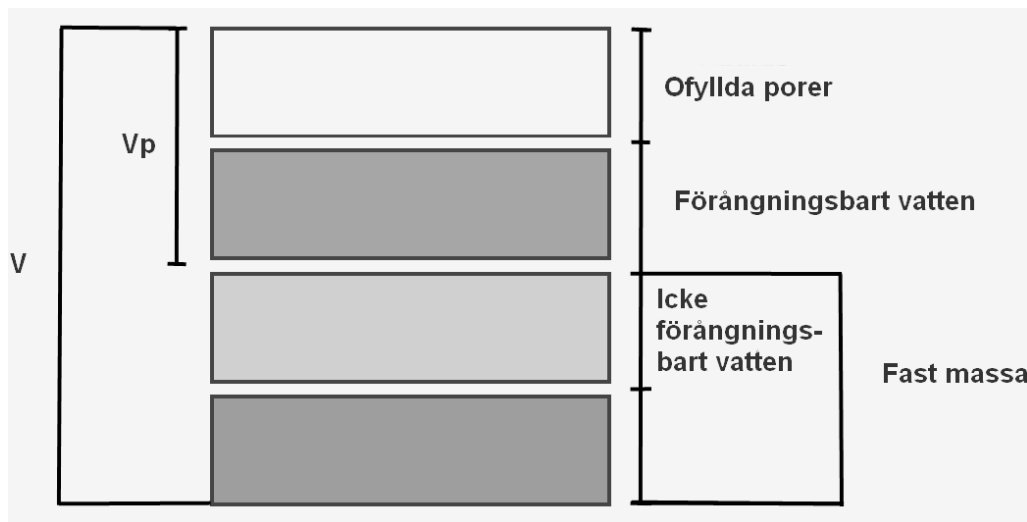 Ofyllda porer
Vp
Förångningsbart vatten
V
Icke
förångnings-
bart vatten
Fast massa